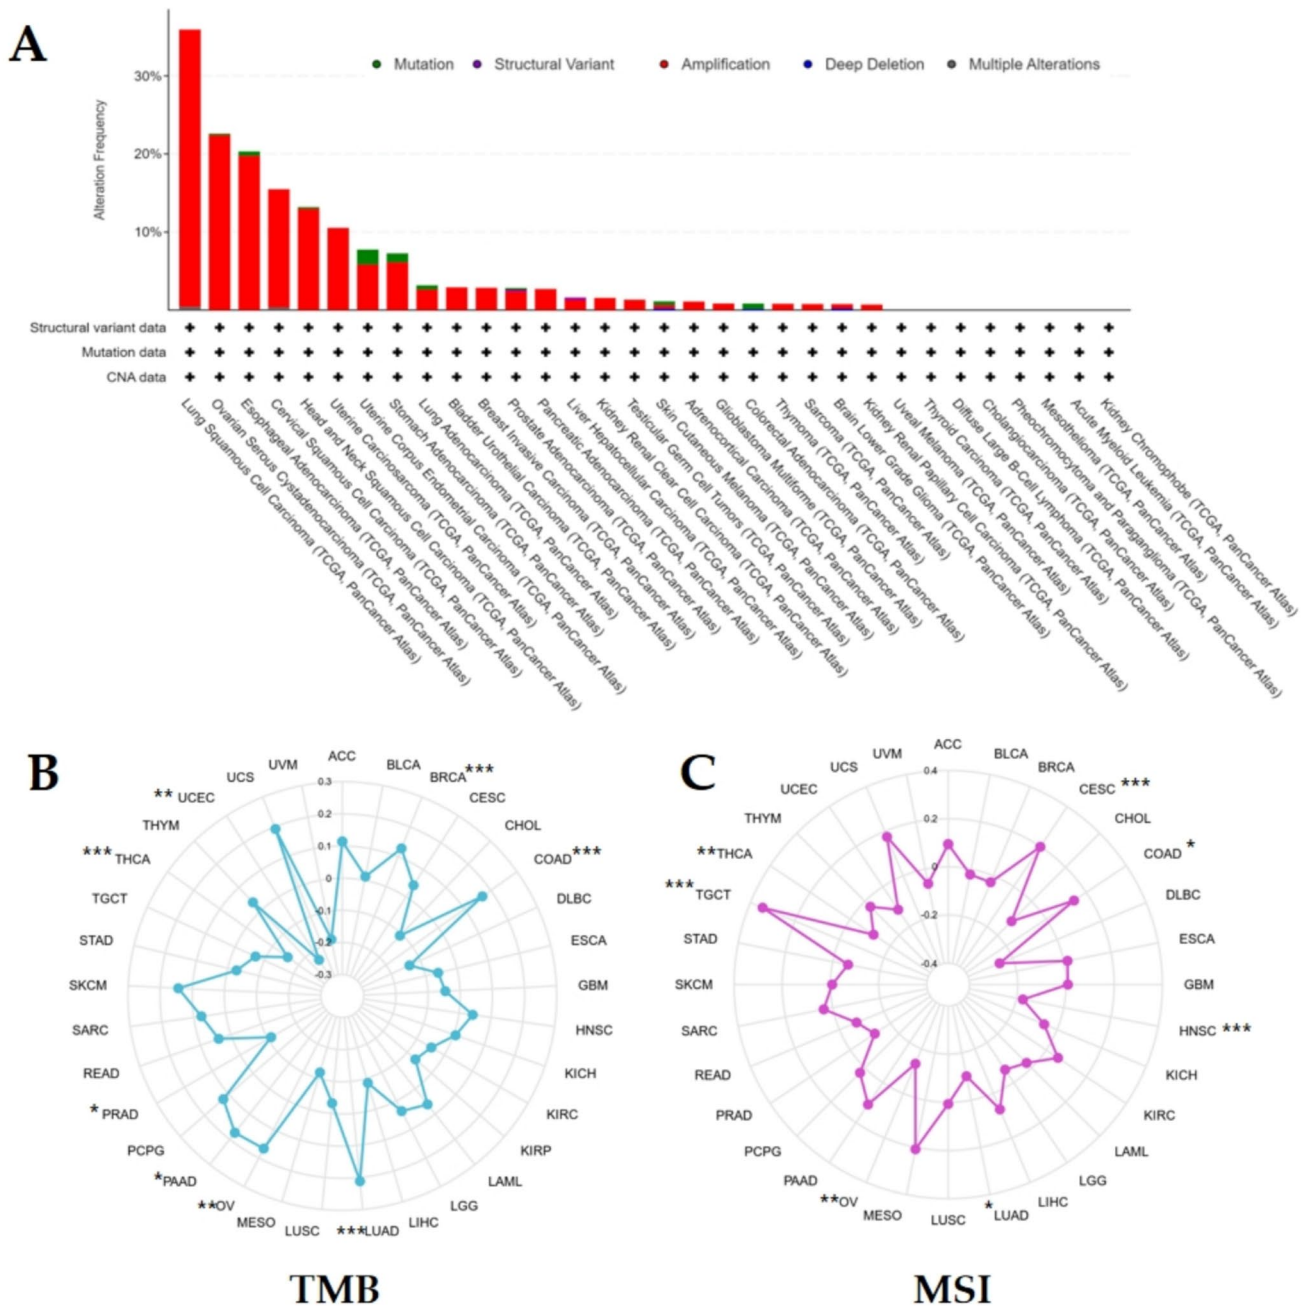 A
Mutation Structural Variant Amplification Deep Deletion Multiple Alterations
Alteration Frequency
30%
20%
10%
Structural variant data
Mutation data
CNA data
Lung Squamous Cell Carcinoma (TCGA, PanCancer Atlas)
Ovarian Serous Cystadenocarcinoma (TCGA, PanCancer Atlas)
Esophageal Adenocarcinoma (TCGA, PanCancer Atlas)
Cervical Squamous Cell Carcinoma (TCGA, PanCancer Atlas)
Head and Neck Squamous Cell Carcinoma (TCGA, PanCancer Atlas)
Uterine Carcinosarcoma (TCGA, PanCancer Atlas)
Uterine Corpus Endometrial Carcinoma (TCGA, PanCancer Atlas)
Stomach Adenocarcinoma (TCGA, PanCancer Atlas)
Lung Adenocarcinoma (TCGA, PanCancer Atlas)
Bladder Urothelial Carcinoma (TCGA, PanCancer Atlas)
Breast Invasive Carcinoma (TCGA, PanCancer Atlas)
Prostate Adenocarcinoma (TCGA, PanCancer Atlas)
Pancreatic Adenocarcinoma (TCGA, PanCancer Atlas)
Liver Hepatocellular Carcinoma (TCGA, PanCancer Atlas)
Kidney Renal Clear Cell Carcinoma (TCGA, PanCancer Atlas)
Testicular Germ Cell Tumors (TCGA, PanCancer Atlas)
Skin Cutaneous Melanoma (TCGA, PanCancer Atlas)
Adrenocortical Carcinoma (TCGA, PanCancer Atlas)
Glioblastoma Multiforme (TCGA, PanCancer Atlas)
Colorectal Adenocarcinoma (TCGA, PanCancer Atlas)
Thymoma (TCGA, PanCancer Atlas)
Sarcoma (TCGA, PanCancer Atlas)
Brain Lower Grade Glioma (TCGA, PanCancer Atlas)
Kidney Renal Papillary Cell Carcinoma (TCGA, PanCancer Atlas)
Uveal Melanoma (TCGA, PanCancer Atlas)
Thyroid Carcinoma (TCGA, PanCancer Atlas)
Diffuse Large B-Cell Lymphoma (TCGA, PanCancer Atlas)
Cholangiocarcinoma (TCGA, PanCancer Atlas)
Pheochromocytoma and Paraganglioma (TCGA, PanCancer Atlas)
Mesothelioma (TCGA, PanCancer Atlas)
Acute Myeloid Leukemia (TCGA, PanCancer Atlas)
Kidney Chromophobe (TCGA, PanCancer Atlas)
B
ACC
BLCA
BRCA***
CESC
CHOL
COAD***
DLBC
ESCA
GBM
HNSC
KICH
KIRC
KIRP
LAML
LGG
LIHC
***LUAD
LUSC
MESO
**OV
*PAAD
PCPG
*PRAD
READ
SARC
SKCM
STAD
TGCT
***THCA
THYM
**UCEC
UCS
UVM
0.3
0.2
0.1
0
-0.1
-0.2
-0.3
TMB
C
ACC
BLCA
BRCA
CESC ***
CHOL
COAD *
DLBC
ESCA
GBM
HNSC ***
KICH
KIRC
LAML
LGG
LIHC
*LUAD
LUSC
MESO
**OV
PAAD
PCPG
PRAD
READ
SARC
SKCM
STAD
***TGCT
**THCA
THYM
UCEC
UCS
UVM
0.4
0.2
0
-0.2
-0.4
MSI